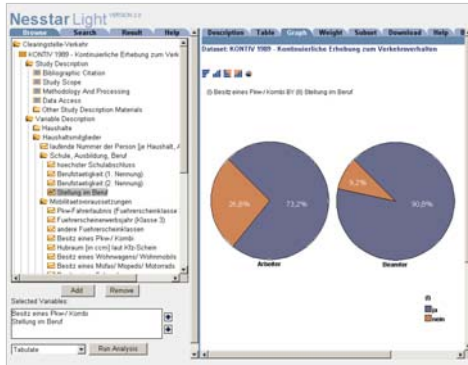 Nesstar Light VERSION 2.0
Browse Search Result Help
Clearingstelle-Verkehr
KONTIV 1989 - Kontinuierliche Erhebung zum Verk
Study Description
Bibliographic Citation
Study Scope
Methodology And Processing
Data Access
Other Study Description Materials
Variable Description
Haushalte
Haushaltsmitglieder
laufende Nummer der Person [je Haushalt, A
Schule, Ausbildung, Beruf
hoechster Schulabschluss
Berufstaetigkeit (1. Nennung)
Berufstaetigkeit (2. Nennung)
Stellung im Beruf
Mobilitaetsvoraussetzungen
Pkw-Fahrerlaubnis (Fuehrerscheinklasse
Fuehrerscheinerwerbsjahr (Klasse 3)
andere Fuehrerscheinklassen
Besitz eines Pkw-/ Kombi
Hubraum [in ccm] laut Kfz-Schein
Besitz eines Wohnwagens/ Wohnmobils
Besitz eines Mofas/ Mopeds/ Motorrads
Add Remove
Selected Variables:
Besitz eines Pkw-/ Kombi
Stellung im Beruf
Tabulate Run Analysis
Description Table Graph Weight Subset Download Help
Dataset: KONTIV 1989 - Kontinuierliche Erhebung zum Verkehrsverhalten
(I) Besitz eines Pkw-/ Kombi BY (II) Stellung im Beruf
26,8% 73,2%
9,2% 90,8%
Arbeiter Beamter
(I)
ja
nein